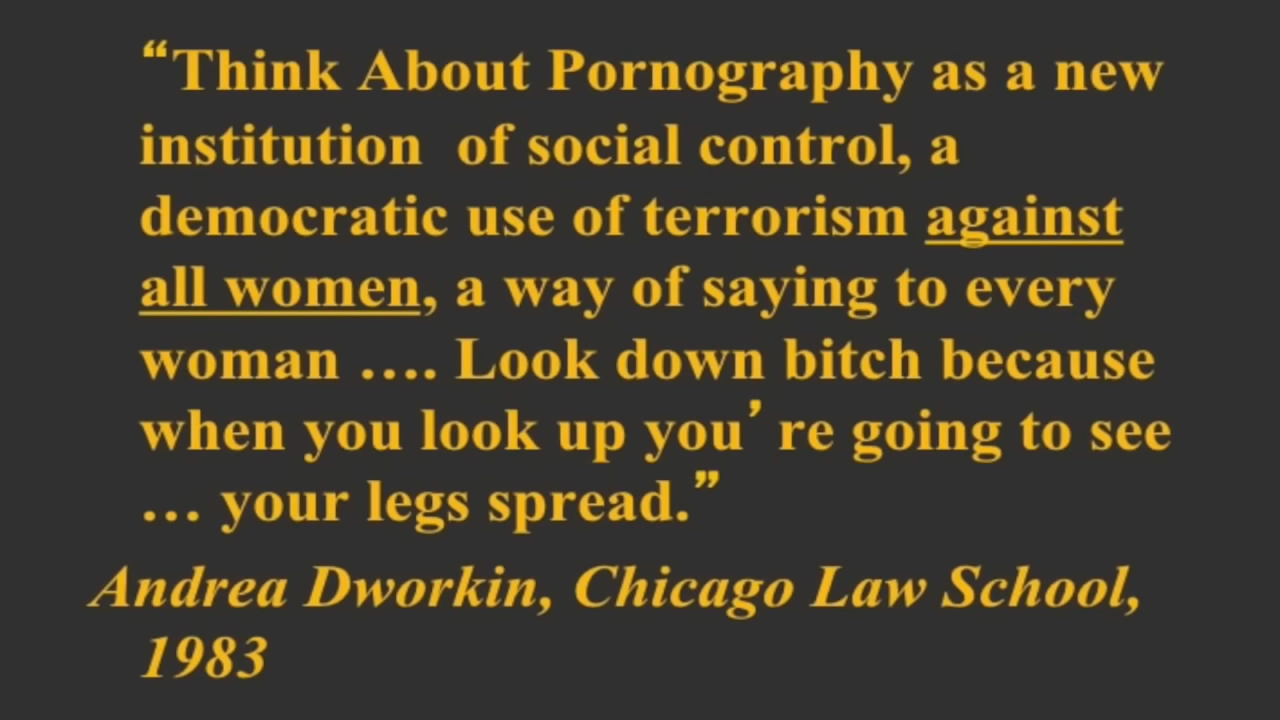 “Think About Pornography as a new
institution  of social control, a
democratic use of terrorism against
all women, a way of saying to every
woman …. Look down bitch because
when you look up you’ re going to see
… your legs spread.”
Andrea Dworkin, Chicago Law School,
1983